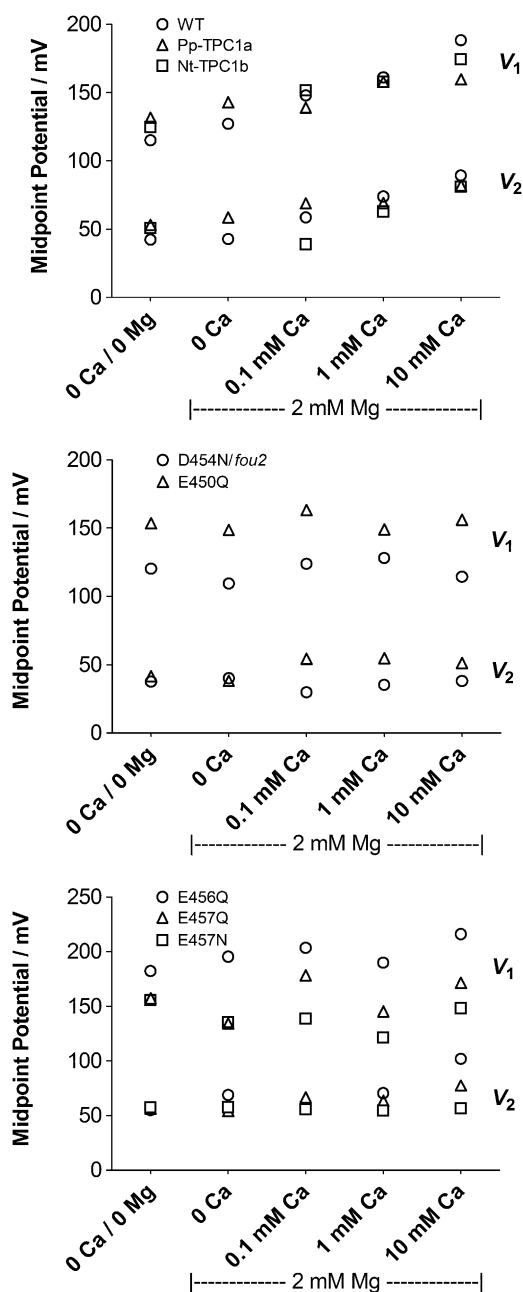 Midpoint Potential / mV
200
150
100
50
0
WT
Pp-TPC1a
Nt-TPC1b
V1
V2
0 Ca / 0 Mg
0 Ca
0.1 mM Ca
1 mM Ca
10 mM Ca
2 mM Mg
Midpoint Potential / mV
200
150
100
50
0
D454N/fou2
E450Q
V1
V2
0 Ca / 0 Mg
0 Ca
0.1 mM Ca
1 mM Ca
10 mM Ca
2 mM Mg
Midpoint Potential / mV
250
200
150
100
50
0
E456Q
E457Q
E457N
V1
V2
0 Ca / 0 Mg
0 Ca
0.1 mM Ca
1 mM Ca
10 mM Ca
2 mM Mg